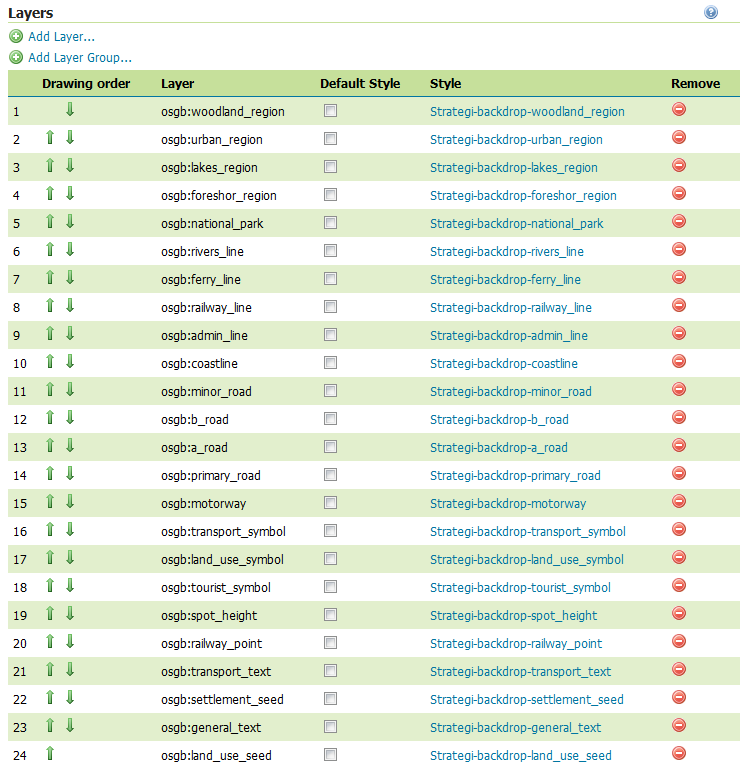 Layers
Add Layer...
Add Layer Group...
Drawing order Layer Default Style Style Remove
1 osgb:woodland_region Strategi-backdrop-woodland_region
2 osgb:urban_region Strategi-backdrop-urban_region
3 osgb:lakes_region Strategi-backdrop-lakes_region
4 osgb:foreshor_region Strategi-backdrop-foreshor_region
5 osgb:national_park Strategi-backdrop-national_park
6 osgb:rivers_line Strategi-backdrop-rivers_line
7 osgb:ferry_line Strategi-backdrop-ferry_line
8 osgb:railway_line Strategi-backdrop-railway_line
9 osgb:admin_line Strategi-backdrop-admin_line
10 osgb:coastline Strategi-backdrop-coastline
11 osgb:minor_road Strategi-backdrop-minor_road
12 osgb:b_road Strategi-backdrop-b_road
13 osgb:a_road Strategi-backdrop-a_road
14 osgb:primary_road Strategi-backdrop-primary_road
15 osgb:motorway Strategi-backdrop-motorway
16 osgb:transport_symbol Strategi-backdrop-transport_symbol
17 osgb:land_use_symbol Strategi-backdrop-land_use_symbol
18 osgb:tourist_symbol Strategi-backdrop-tourist_symbol
19 osgb:spot_height Strategi-backdrop-spot_height
20 osgb:railway_point Strategi-backdrop-railway_point
21 osgb:transport_text Strategi-backdrop-transport_text
22 osgb:settlement_seed Strategi-backdrop-settlement_seed
23 osgb:general_text Strategi-backdrop-general_text
24 osgb:land_use_seed Strategi-backdrop-land_use_seed